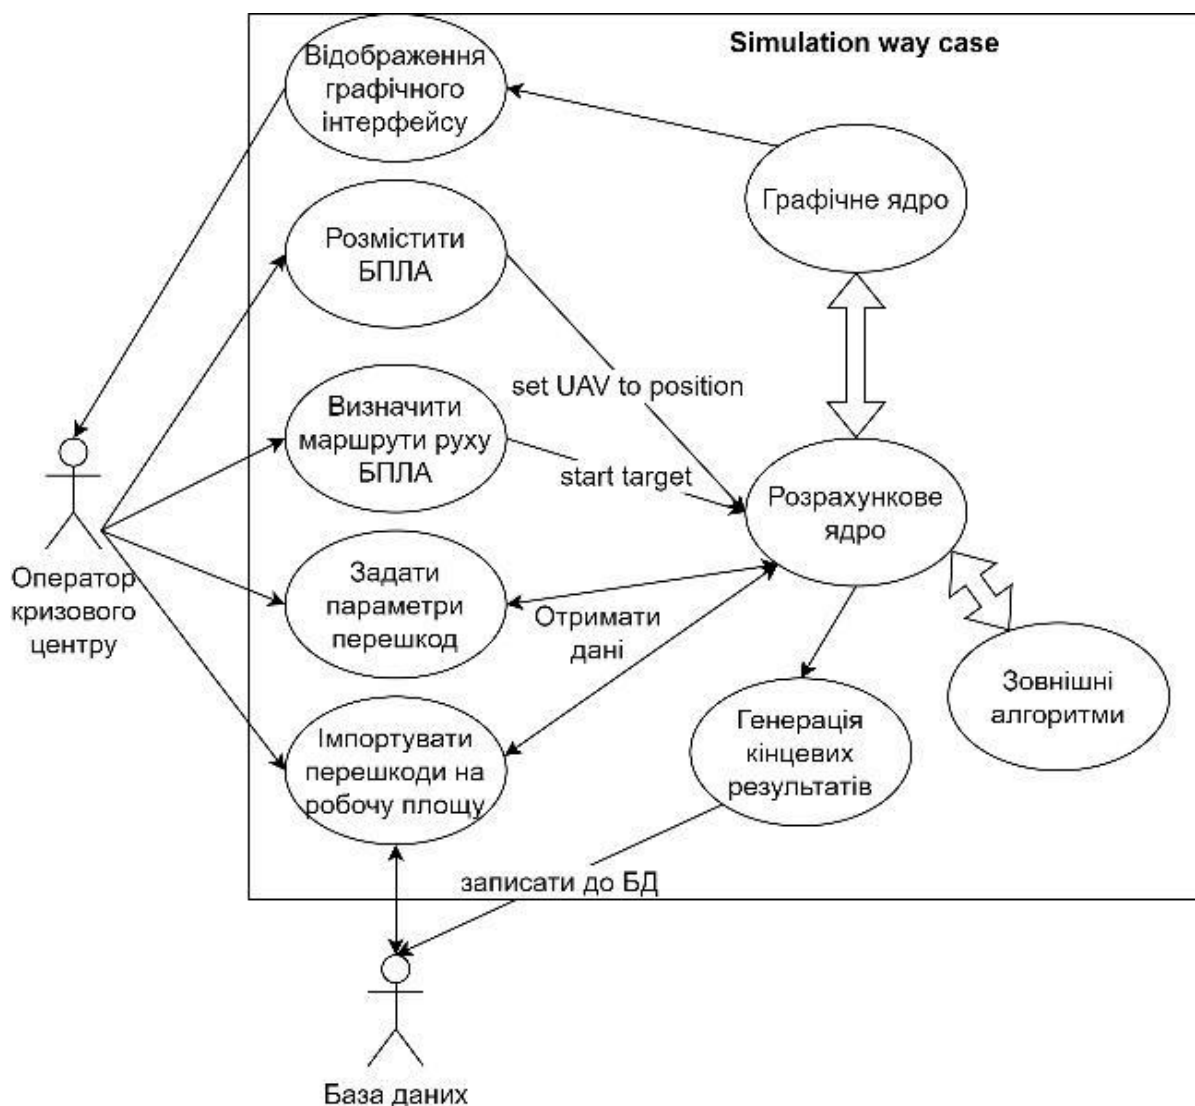 Simulation way case
Відображення
графічного
інтерфейсу
Графічне ядро
Розмістити
БПЛА
set UAV to position
Визначити
маршрути руху
БПЛА
start target
Розрахункове
ядро
Оператор
кризового
центру
Задати
параметри
перешкод
Отримати
дані
Зовнішні
алгоритми
Імпортувати
перешкоди на
робочу площу
Генерація
кінцевих
результатів
записати до БД
База даних